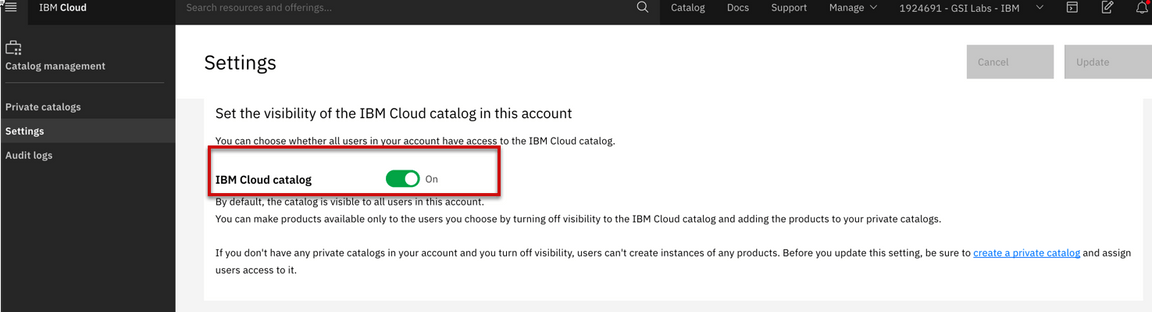 IBM Cloud
Search resources and offerings...
Catalog
Docs
Support
Manage
1924691 - GSI Labs - IBM
Catalog management
Private catalogs
Settings
Audit logs
Settings
Cancel
Update
Set the visibility of the IBM Cloud catalog in this account
You can choose whether all users in your account have access to the IBM Cloud catalog.
IBM Cloud catalog
On
By default, the catalog is visible to all users in this account.
You can make products available only to the users you choose by turning off visibility to the IBM Cloud catalog and adding the products to your private catalogs.
If you don't have any private catalogs in your account and you turn off visibility, users can't create instances of any products. Before you update this setting, be sure to create a private catalog and assign
users access to it.